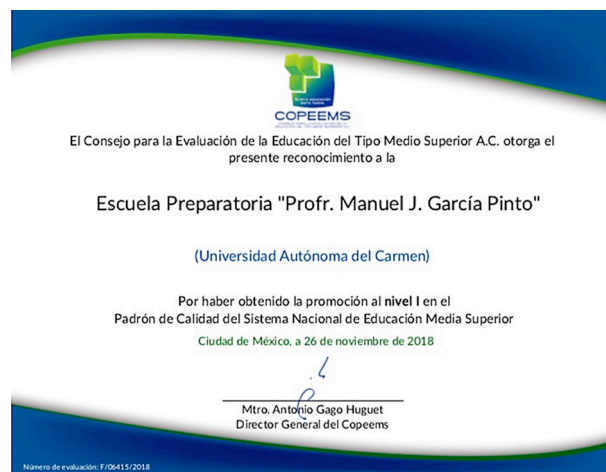 COPEEMS
El Consejo para la Evaluación de la Educación del Tipo Medio Superior A.C. otorga el
presente reconocimiento a la
Escuela Preparatoria "Profr. Manuel J. García Pinto"
(Universidad Autónoma del Carmen)
Por haber obtenido la promoción al nivel I en el
Padrón de Calidad del Sistema Nacional de Educación Media Superior
Ciudad de México, a 26 de noviembre de 2018
Mtro. Antonio Gago Huguet
Director General del Copeems
Número de evaluación: F/06415/2018